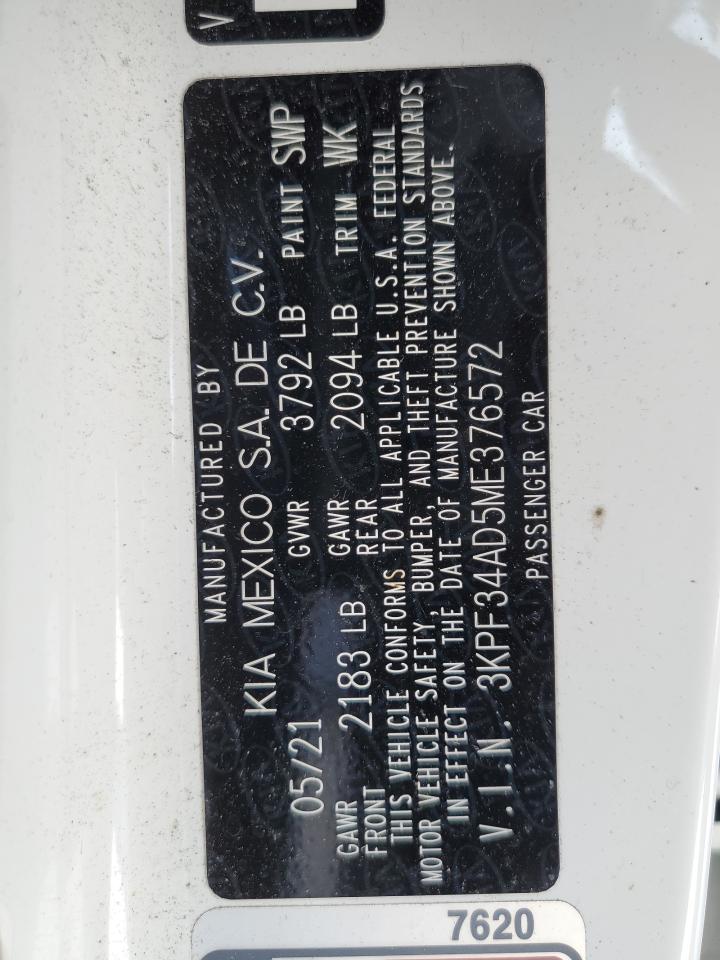 V
MANUFACTURED BY
KIA MEXICO S.A. DE C.V.
05/21 GVWR 3792 LB PAINT SWP
GAWR FRONT 2183 LB GAWR REAR 2094 LB TRIM WK
THIS VEHICLE CONFORMS TO ALL APPLICABLE U.S.A. FEDERAL
MOTOR VEHICLE SAFETY, BUMPER, AND THEFT PREVENTION STANDARDS
IN EFFECT ON THE DATE OF MANUFACTURE SHOWN ABOVE.
V.I.N. 3KPF34AD5ME376572
PASSENGER CAR
7620